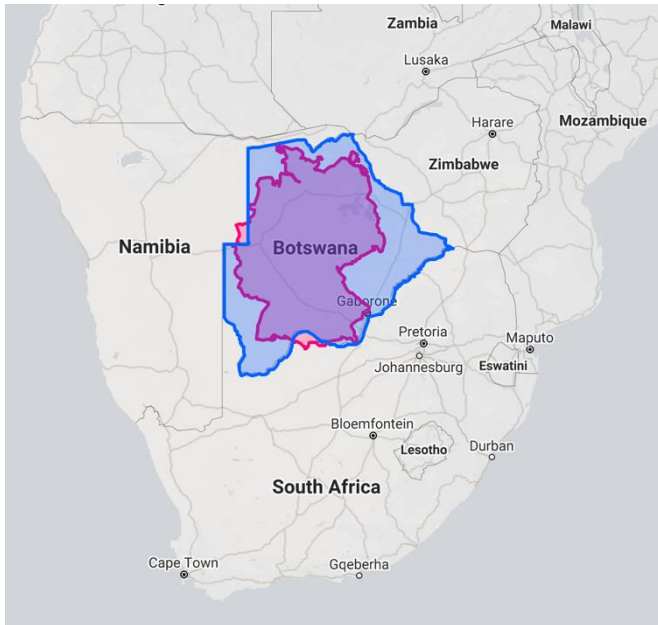 Zambia
Malawi
Lusaka
Harare
Mozambique
Zimbabwe
Namibia
Botswana
Gaborone
Pretoria
Maputo
Johannesburg
Eswatini
Bloemfontein
Lesotho
Durban
South Africa
Cape Town
Gqeberha